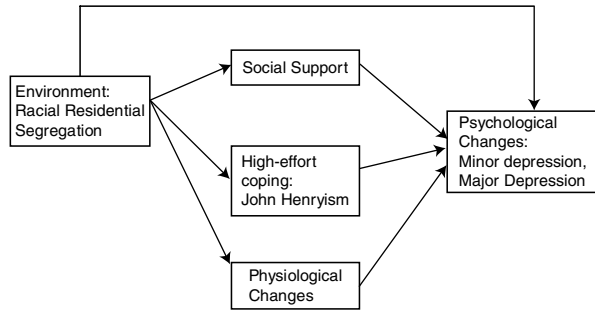 Social Support
Environment:
Racial Residential
Segregation
Psychological
Changes:
Minor depression,
Major Depression
High-effort
coping:
John Henryism
Physiological
Changes